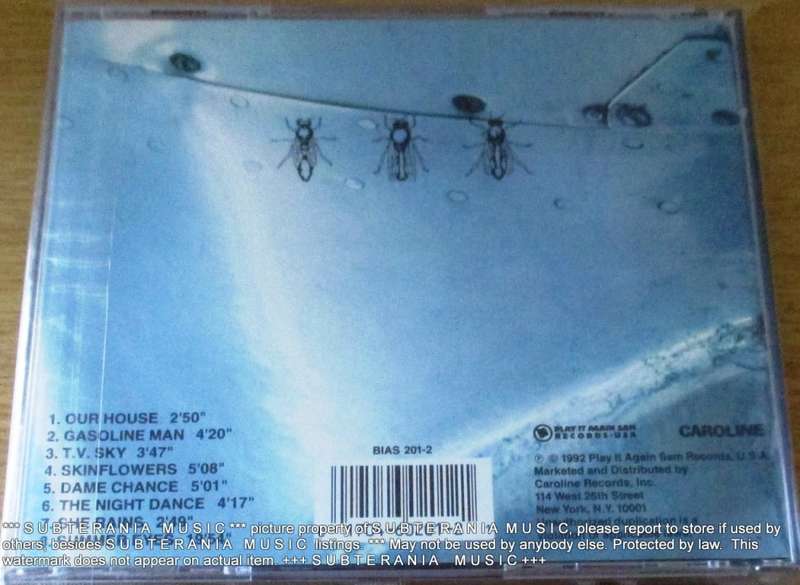 1. OUR HOUSE 2'50"
2. GASOLINE MAN 4'20"
3. T.V. SKY 3'47"
4. SKINFLOWERS 5'08"
5. DAME CHANCE 5'01"
6. THE NIGHT DANCE 4'17"
BIAS 201-2
PLAY IT AGAIN SAM
RECORDS-USA
CAROLINE
℗ © 1992 Play It Again Sam Records, U.S.A.
Marketed and Distributed by
Caroline Records, Inc.
114 West 26th Street
New York, N.Y. 10001
*** S U B T E R A N I A M U S I C *** picture property of S U B T E R A N I A M U S I C, please report to store if used by
others, besides S U B T E R A N I A M U S I C listings. *** May not be used by anybody else. Protected by law. This
watermark does not appear on actual item. +++ S U B T E R A N I A M U S I C +++